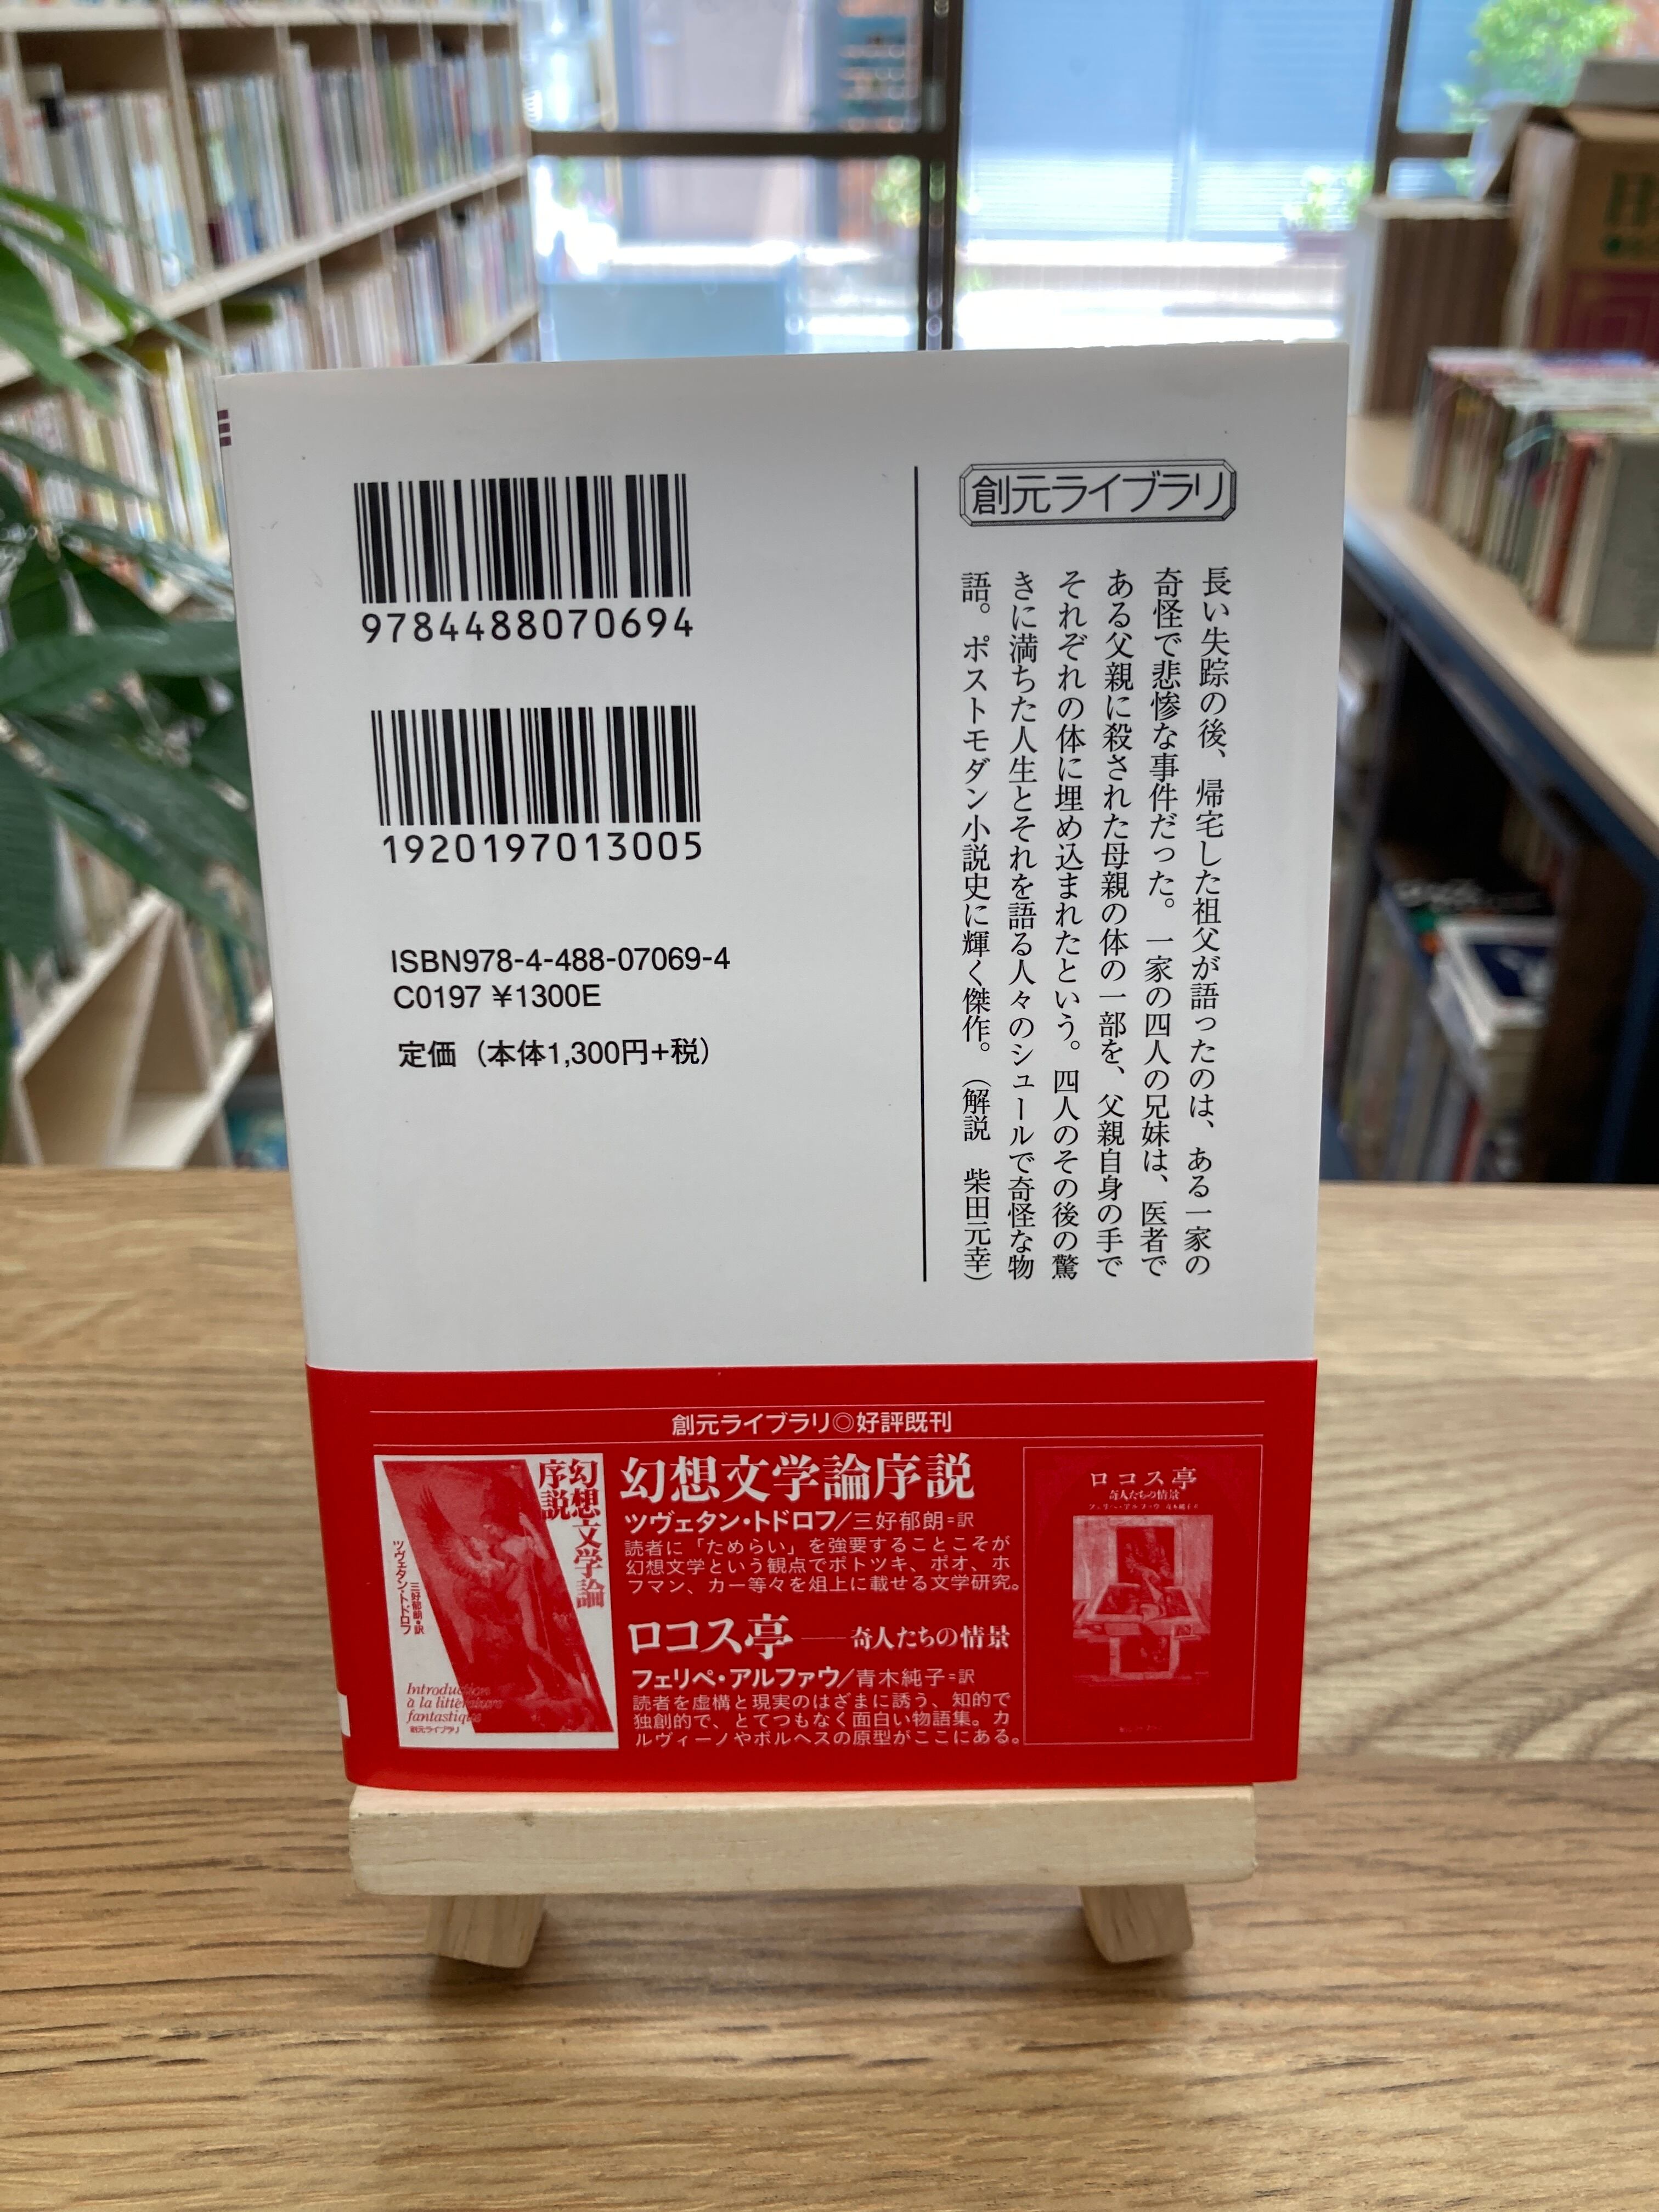 創元ライブラリ
長い失踪の後、帰宅した祖父が語ったのは、ある一家の
奇怪で悲惨な事件だった。一家の四人の兄妹は、医者で
ある父親に殺された母親の体の一部を、父親自身の手で
それぞれの体に埋め込まれたという。四人のその後の驚
きに満ちた人生とそれを語る人々のシュールで奇怪な物
語。ポストモダン小説史に輝く傑作。（解説　柴田元幸）
9784488070694
1920197013005
ISBN978-4-488-07069-4
C0197 ¥1300E
定価（本体1,300円+税）
創元ライブラリ◎好評既刊
幻想文学論序説
ツヴェタン・トドロフ/三好郁朗=訳
読者に「ためらい」を強要することこそが
幻想文学という観点でポトツキ、ポオ、ホ
フマン、カー等々を俎上に載せる文学研究。
ロコス亭――奇人たちの情景
フェリペ・アルファウ/青木純子=訳
読者を虚構と現実のはざまに誘う、知的で
独創的で、とてつもなく面白い物語集。カ
ルヴィーノやボルヘスの原型がここにある。
幻想文学論
序説
ツヴェタン・トドロフ
三好郁朗・訳
Introduction
à la littérature
fantastique
創元ライブラリ
ロコス亭
奇人たちの情景